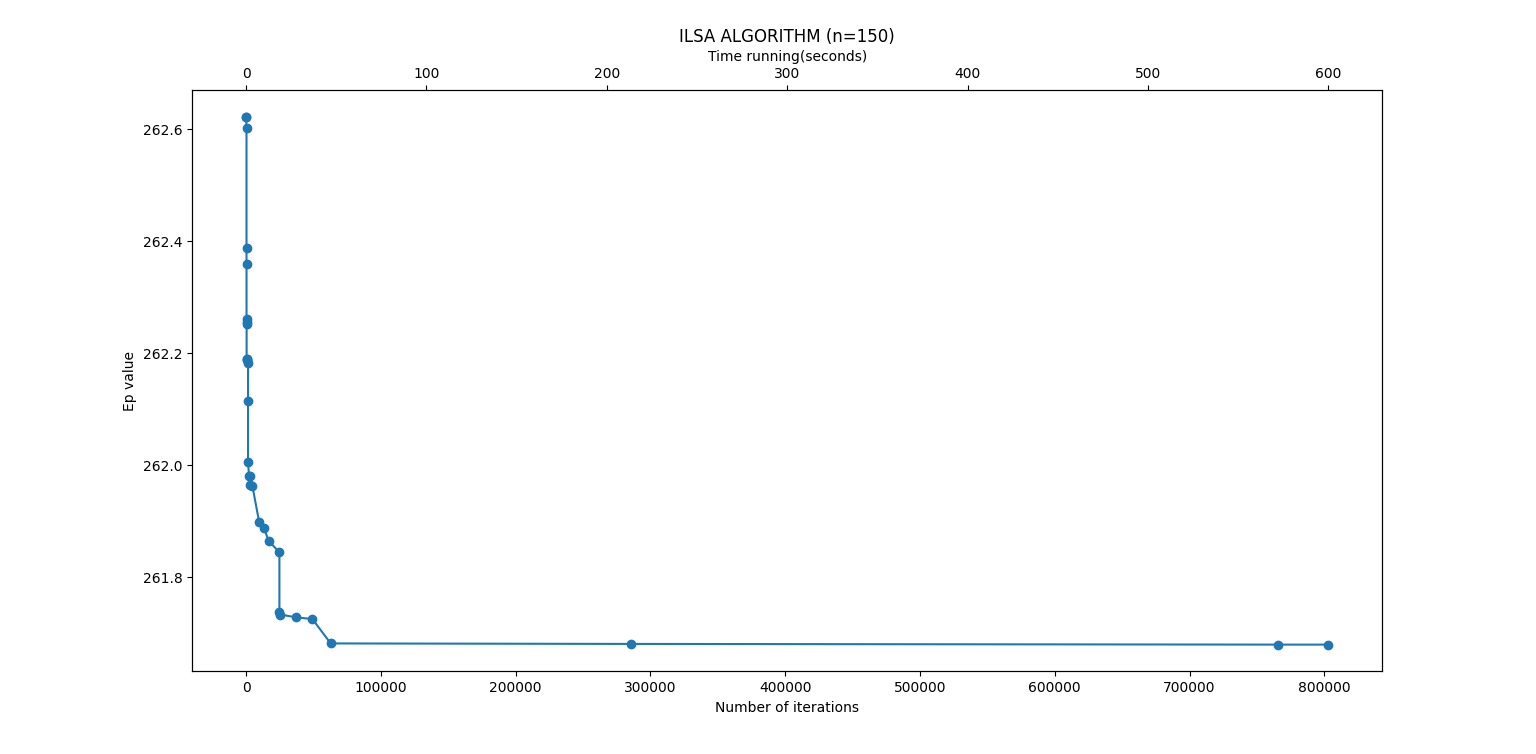 ILSA ALGORITHM (n=150)
Time running(seconds)
0 100 200 300 400 500 600
262.6
262.4
262.2
262.0
261.8
Ep value
0 100000 200000 300000 400000 500000 600000 700000 800000
Number of iterations